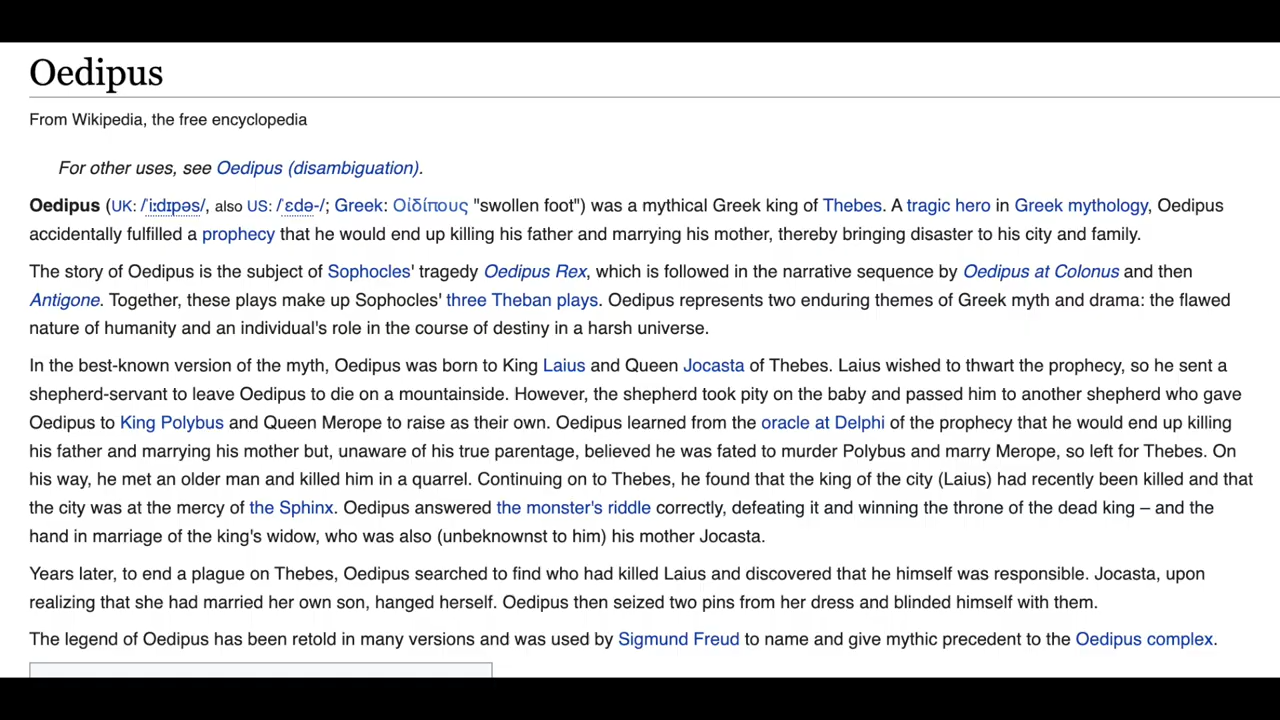 Oedipus
From Wikipedia, the free encyclopedia
For other uses, see Oedipus (disambiguation).
Oedipus (UK: /ˈiːdɪpəs/, also US: /ˈɛdə-/; Greek: Οἰδίπους "swollen foot") was a mythical Greek king of Thebes. A tragic hero in Greek mythology, Oedipus
accidentally fulfilled a prophecy that he would end up killing his father and marrying his mother, thereby bringing disaster to his city and family.
The story of Oedipus is the subject of Sophocles' tragedy Oedipus Rex, which is followed in the narrative sequence by Oedipus at Colonus and then
Antigone. Together, these plays make up Sophocles' three Theban plays. Oedipus represents two enduring themes of Greek myth and drama: the flawed
nature of humanity and an individual's role in the course of destiny in a harsh universe.
In the best-known version of the myth, Oedipus was born to King Laius and Queen Jocasta of Thebes. Laius wished to thwart the prophecy, so he sent a
shepherd-servant to leave Oedipus to die on a mountainside. However, the shepherd took pity on the baby and passed him to another shepherd who gave
Oedipus to King Polybus and Queen Merope to raise as their own. Oedipus learned from the oracle at Delphi of the prophecy that he would end up killing
his father and marrying his mother but, unaware of his true parentage, believed he was fated to murder Polybus and marry Merope, so left for Thebes. On
his way, he met an older man and killed him in a quarrel. Continuing on to Thebes, he found that the king of the city (Laius) had recently been killed and that
the city was at the mercy of the Sphinx. Oedipus answered the monster's riddle correctly, defeating it and winning the throne of the dead king – and the
hand in marriage of the king's widow, who was also (unbeknownst to him) his mother Jocasta.
Years later, to end a plague on Thebes, Oedipus searched to find who had killed Laius and discovered that he himself was responsible. Jocasta, upon
realizing that she had married her own son, hanged herself. Oedipus then seized two pins from her dress and blinded himself with them.
The legend of Oedipus has been retold in many versions and was used by Sigmund Freud to name and give mythic precedent to the Oedipus complex.